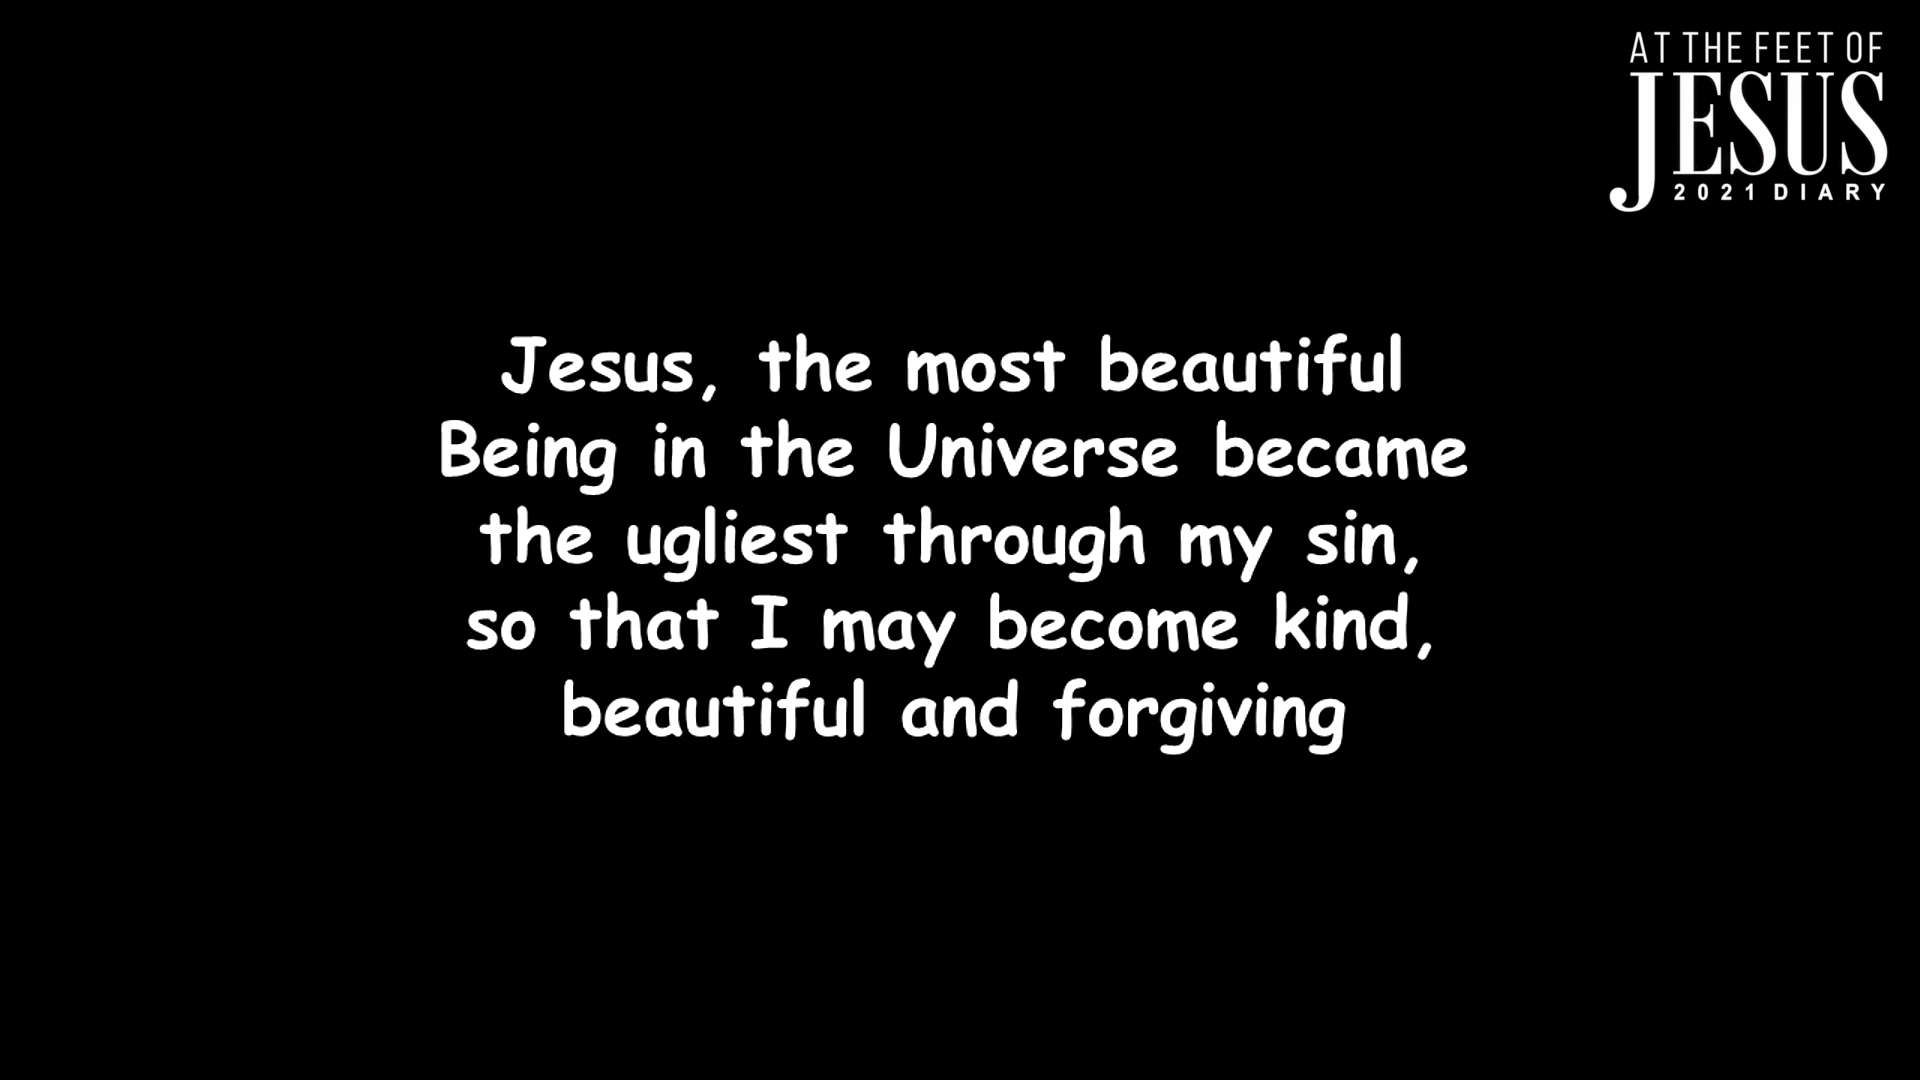 AT THE FEET OF
JESUS
2021 DIARY
Jesus, the most beautiful
Being in the Universe became
the ugliest through my sin,
so that I may become kind,
beautiful and forgiving